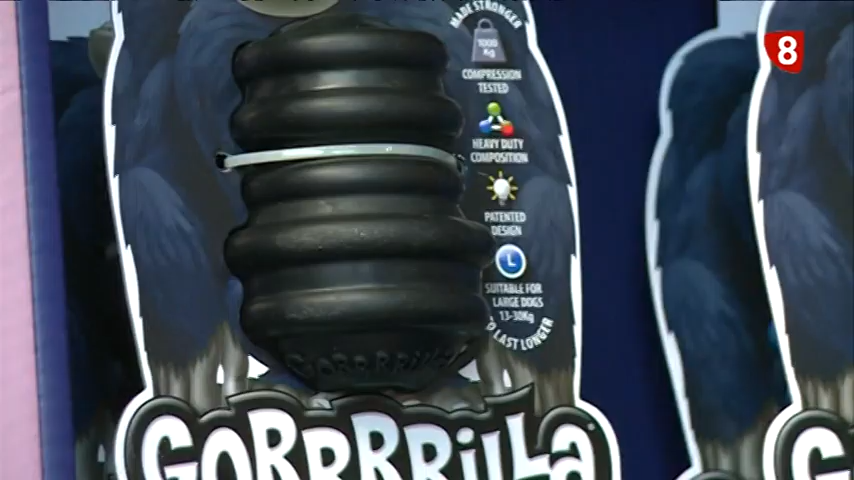 8
MADE STRONGER
1000
Kg
COMPRESSION
TESTED
HEAVY DUTY
COMPOSITION
PATENTED
DESIGN
L
SUITABLE FOR
LARGE DOGS
13-30Kg
LAST LONGER
GORRRRILLA
GORRRRiLLa
G